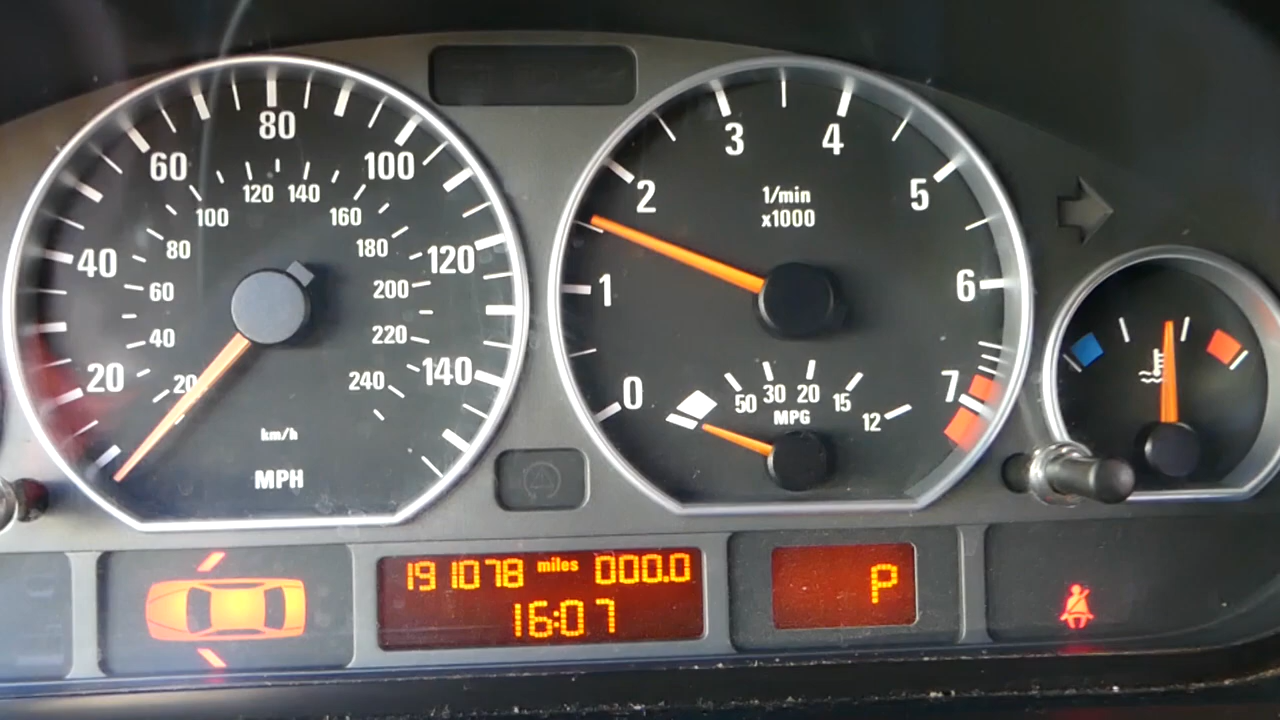 20 40 60 80 100 120 140
20 40 60 80 100 120 140 160 180 200 220 240
km/h
MPH
0 1 2 3 4 5 6 7
1/min
x1000
50 30 20 15 12
MPG
191078 miles 000.0
16:07
P